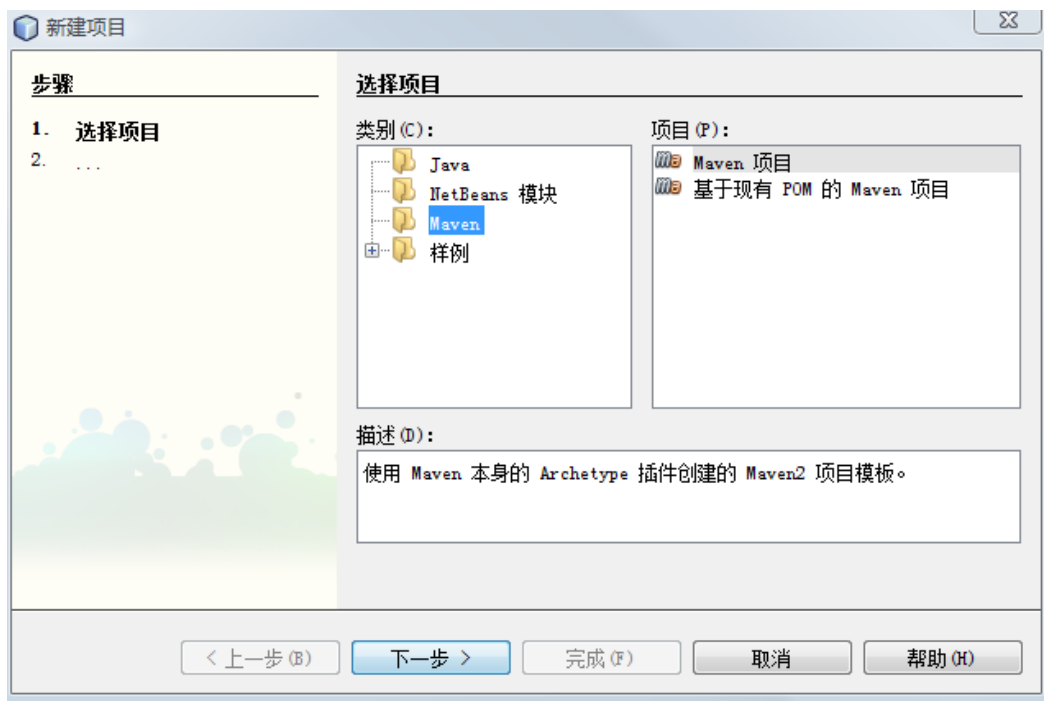 新建项目
步骤
1. 选择项目
2. ...
选择项目
类别(C):
Java
NetBeans 模块
Maven
样例
项目(P):
Maven 项目
基于现有 POM 的 Maven 项目
描述(D):
使用 Maven 本身的 Archetype 插件创建的 Maven2 项目模板。
< 上一步(B)
下一步 >
完成(F)
取消
帮助(H)